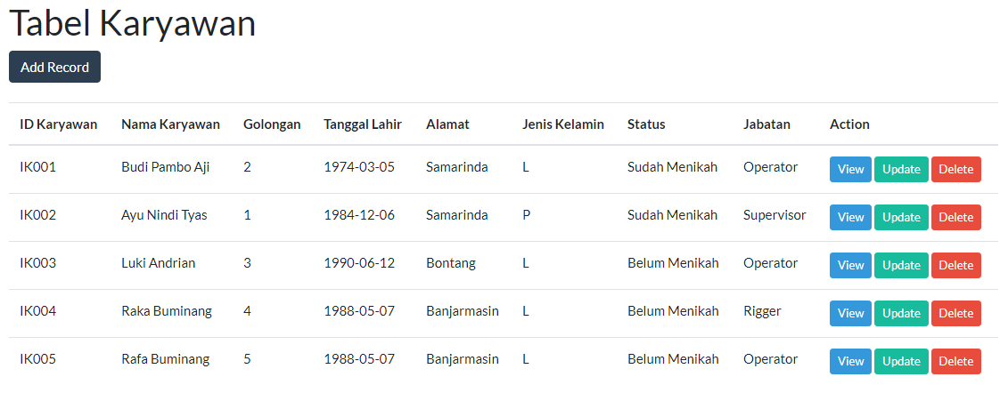 Tabel Karyawan
Add Record
ID Karyawan Nama Karyawan Golongan Tanggal Lahir Alamat Jenis Kelamin Status Jabatan Action
IK001 Budi Pambo Aji 2 1974-03-05 Samarinda L Sudah Menikah Operator View Update Delete
IK002 Ayu Nindi Tyas 1 1984-12-06 Samarinda P Sudah Menikah Supervisor View Update Delete
IK003 Luki Andrian 3 1990-06-12 Bontang L Belum Menikah Operator View Update Delete
IK004 Raka Buminang 4 1988-05-07 Banjarmasin L Belum Menikah Rigger View Update Delete
IK005 Rafa Buminang 5 1988-05-07 Banjarmasin L Belum Menikah Operator View Update Delete